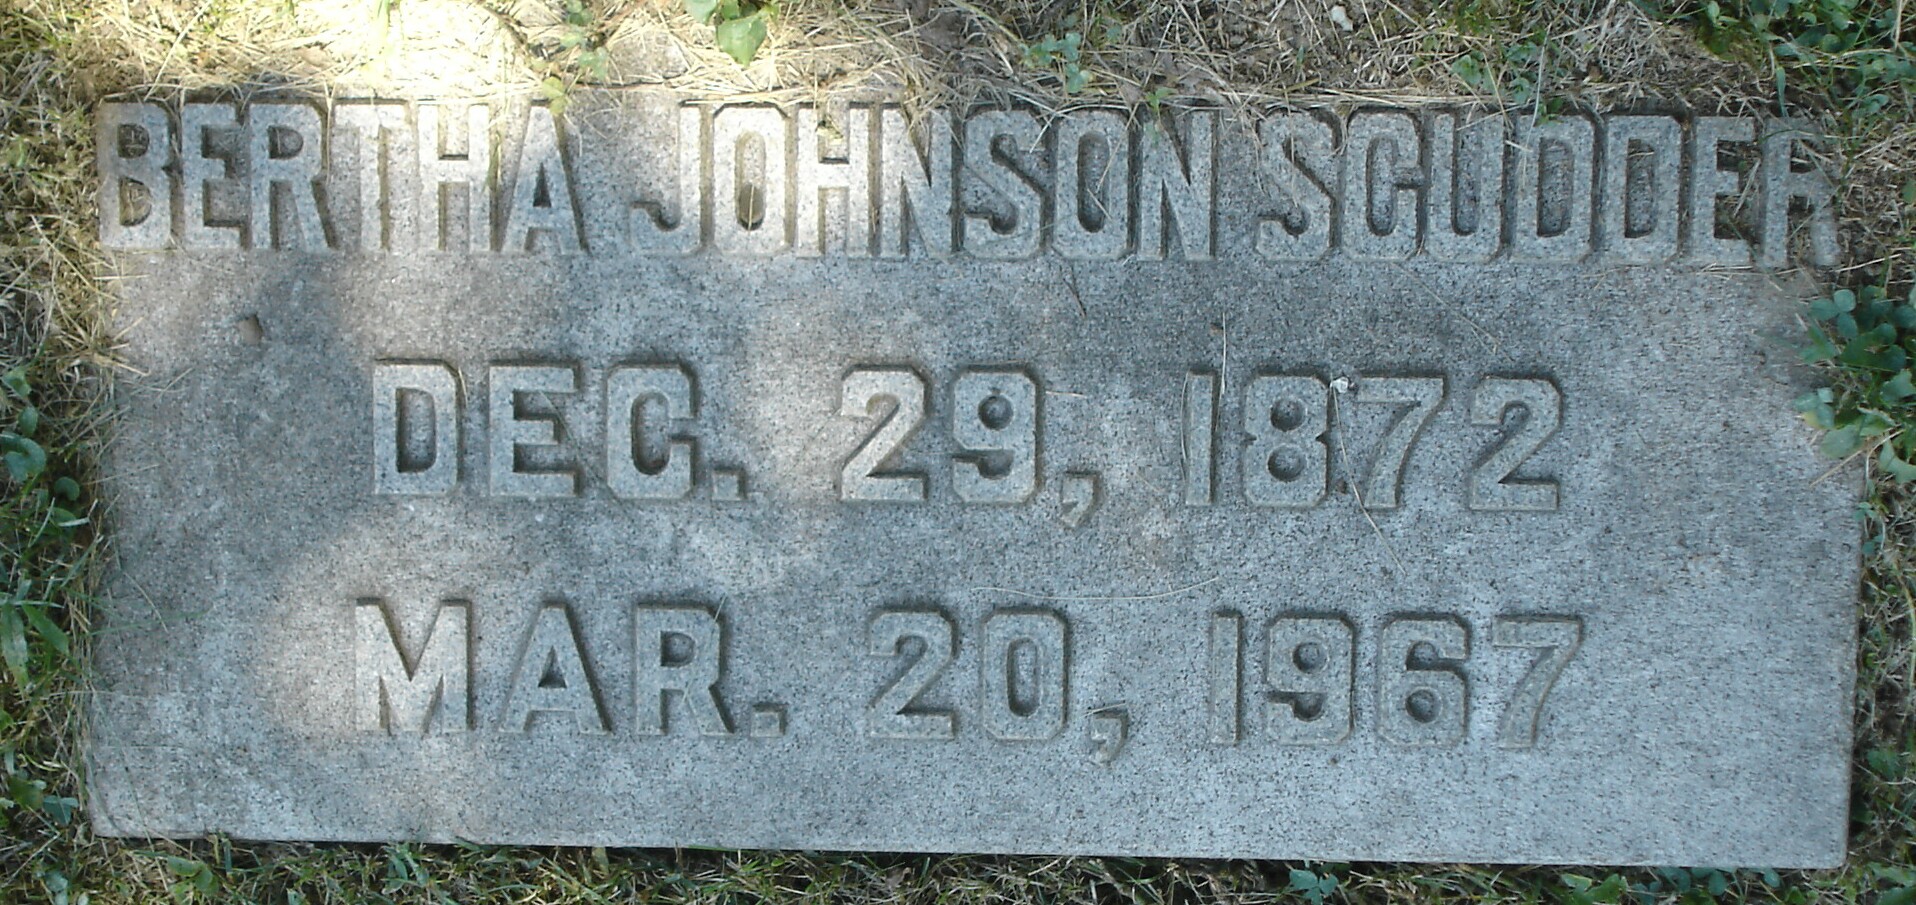 BERTHA JOHNSON SCUDDER
DEC. 29, 1872
MAR. 20, 1967